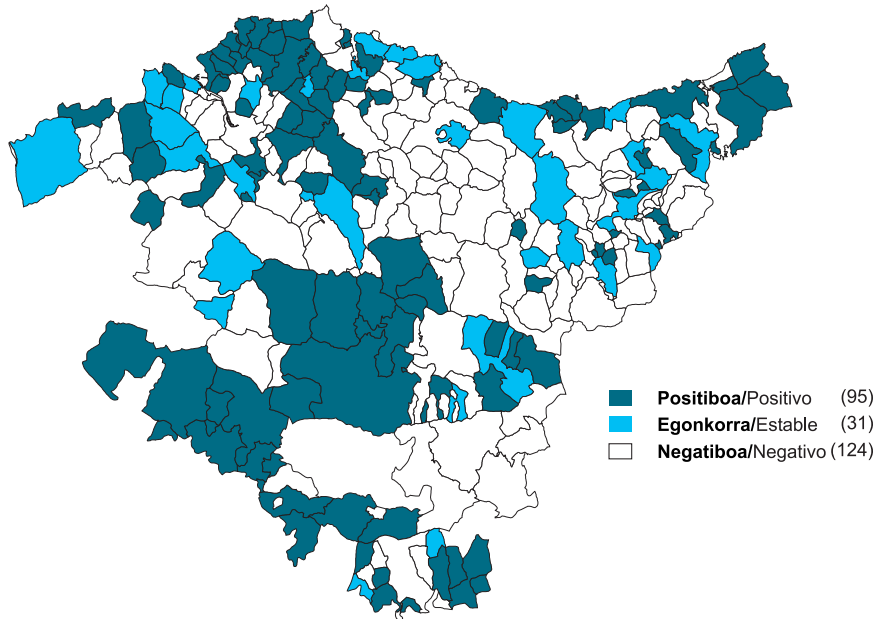 Positiboa/Positivo (95)
Egonkorra/Estable (31)
Negatiboa/Negativo (124)